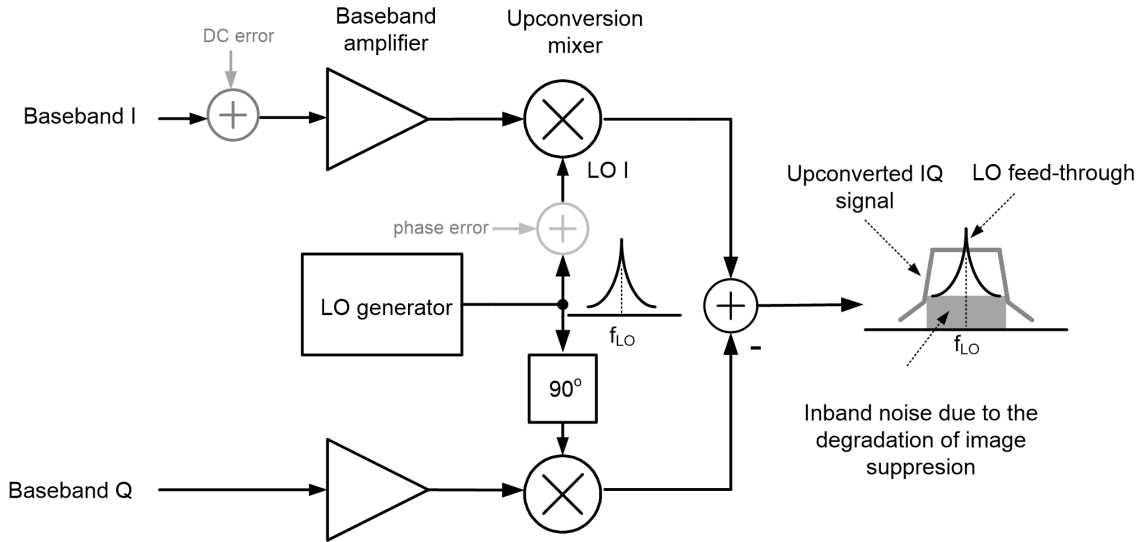 Baseband
amplifier
Upconversion
mixer
DC error
Baseband I
LO I
Upconverted IQ
signal
LO feed-through
phase error
LO generator
fLO
-
fLO
90o
Inband noise due to the
degradation of image
suppresion
Baseband Q